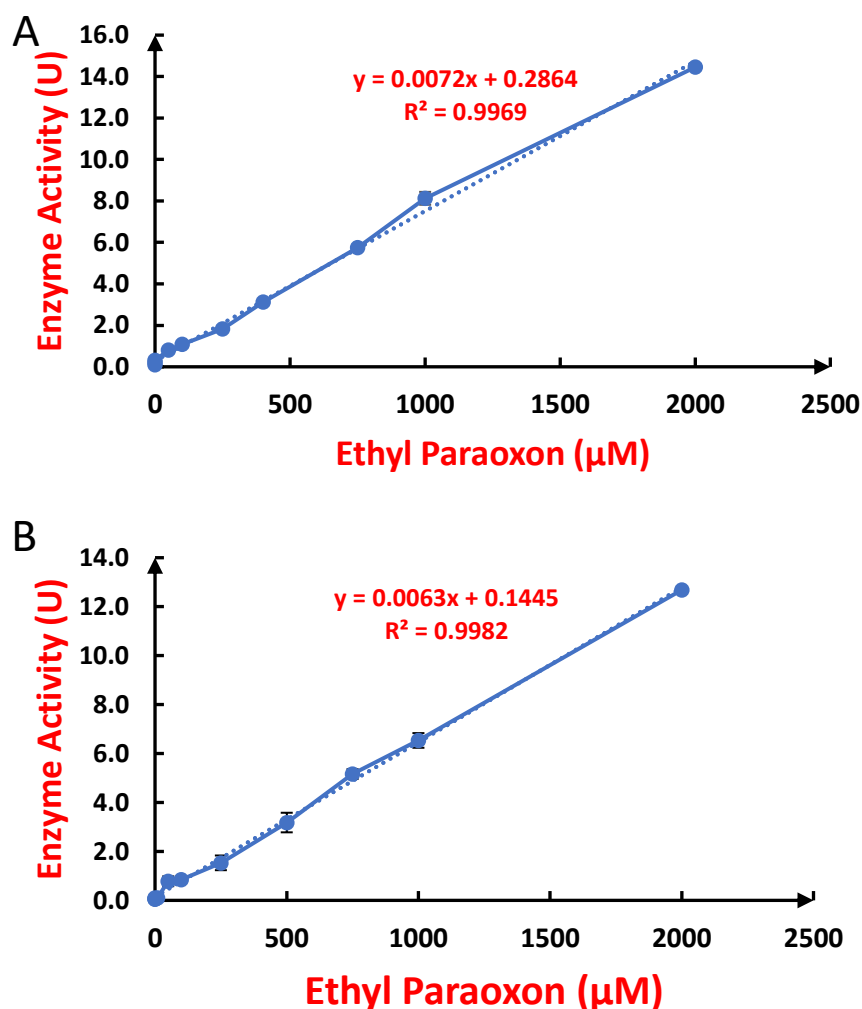 A
16.0
14.0
12.0
10.0
8.0
6.0
4.0
2.0
0.0
Enzyme Activity (U)
y = 0.0072x + 0.2864
R² = 0.9969
0 500 1000 1500 2000 2500
Ethyl Paraoxon (µM)
B
14.0
12.0
10.0
8.0
6.0
4.0
2.0
0.0
Enzyme Activity (U)
y = 0.0063x + 0.1445
R² = 0.9982
0 500 1000 1500 2000 2500
Ethyl Paraoxon (µM)